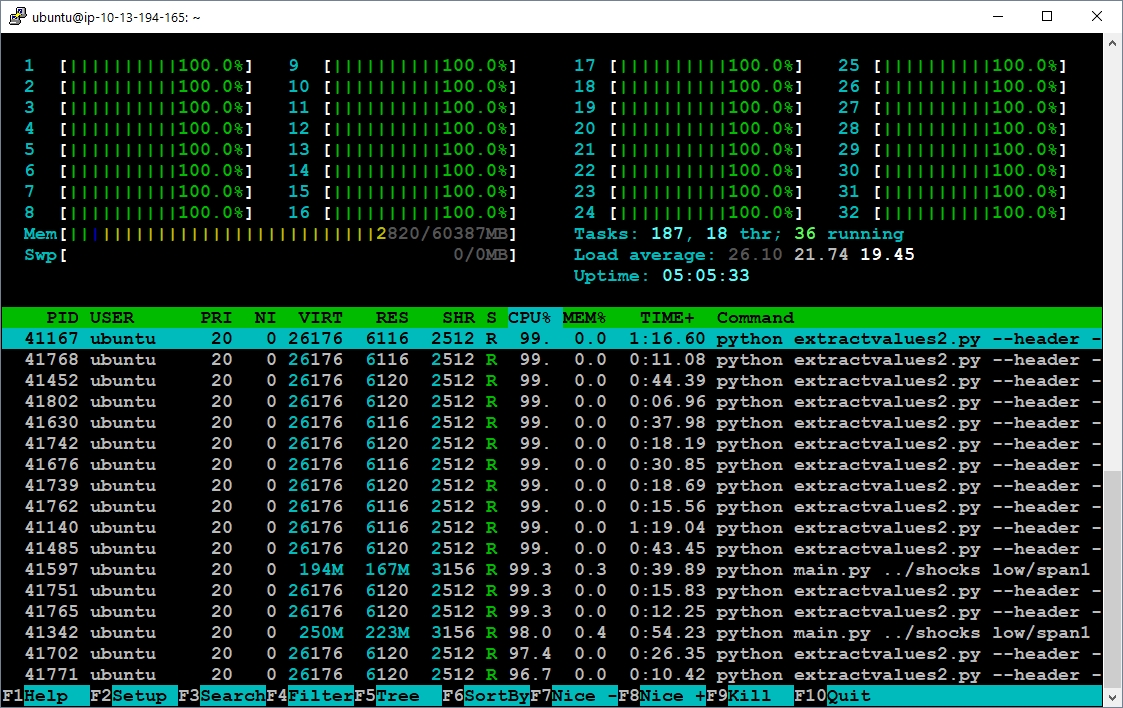 ubuntu@ip-10-13-194-165: ~
1 [||||||||||100.0%] 9 [||||||||||100.0%] 17 [||||||||||100.0%] 25 [||||||||||100.0%]
2 [||||||||||100.0%] 10 [||||||||||100.0%] 18 [||||||||||100.0%] 26 [||||||||||100.0%]
3 [||||||||||100.0%] 11 [||||||||||100.0%] 19 [||||||||||100.0%] 27 [||||||||||100.0%]
4 [||||||||||100.0%] 12 [||||||||||100.0%] 20 [||||||||||100.0%] 28 [||||||||||100.0%]
5 [||||||||||100.0%] 13 [||||||||||100.0%] 21 [||||||||||100.0%] 29 [||||||||||100.0%]
6 [||||||||||100.0%] 14 [||||||||||100.0%] 22 [||||||||||100.0%] 30 [||||||||||100.0%]
7 [||||||||||100.0%] 15 [||||||||||100.0%] 23 [||||||||||100.0%] 31 [||||||||||100.0%]
8 [||||||||||100.0%] 16 [||||||||||100.0%] 24 [||||||||||100.0%] 32 [||||||||||100.0%]
Mem[||||||||||||||||||||||||||||2820/60387MB] Tasks: 187, 18 thr; 36 running
Swp[ 0/0MB] Load average: 26.10 21.74 19.45
Uptime: 05:05:33
PID USER PRI NI VIRT RES SHR S CPU% MEM% TIME+ Command
41167 ubuntu 20 0 26176 6116 2512 R 99. 0.0 1:16.60 python extractvalues2.py --header -
41768 ubuntu 20 0 26176 6116 2512 R 99. 0.0 0:11.08 python extractvalues2.py --header -
41452 ubuntu 20 0 26176 6116 2512 R 99. 0.0 0:44.39 python extractvalues2.py --header -
41802 ubuntu 20 0 26176 6116 2512 R 99. 0.0 0:06.96 python extractvalues2.py --header -
41630 ubuntu 20 0 26176 6116 2512 R 99. 0.0 0:37.98 python extractvalues2.py --header -
41742 ubuntu 20 0 26176 6120 2512 R 99. 0.0 0:18.19 python extractvalues2.py --header -
41676 ubuntu 20 0 26176 6116 2512 R 99. 0.0 0:30.85 python extractvalues2.py --header -
41739 ubuntu 20 0 26176 6120 2512 R 99. 0.0 0:18.69 python extractvalues2.py --header -
41762 ubuntu 20 0 26176 6116 2512 R 99. 0.0 0:15.56 python extractvalues2.py --header -
41140 ubuntu 20 0 26176 6116 2512 R 99. 0.0 1:19.04 python extractvalues2.py --header -
41485 ubuntu 20 0 26176 6120 2512 R 99. 0.0 0:43.45 python extractvalues2.py --header -
41597 ubuntu 20 0 194M 167M 3156 R 99.3 0.3 0:39.89 python main.py ../shocks low/span1
41751 ubuntu 20 0 26176 6120 2512 R 99.3 0.0 0:15.83 python extractvalues2.py --header -
41765 ubuntu 20 0 26176 6120 2512 R 99.3 0.0 0:12.25 python extractvalues2.py --header -
41342 ubuntu 20 0 250M 223M 3156 R 98.0 0.4 0:54.23 python main.py ../shocks low/span1
41702 ubuntu 20 0 26176 6120 2512 R 97.4 0.0 0:26.35 python extractvalues2.py --header -
41771 ubuntu 20 0 26176 6120 2512 R 96.7 0.0 0:10.42 python extractvalues2.py --header -
F1Help F2Setup F3SearchF4FilterF5Tree F6SortByF7Nice -F8Nice +F9Kill F10Quit